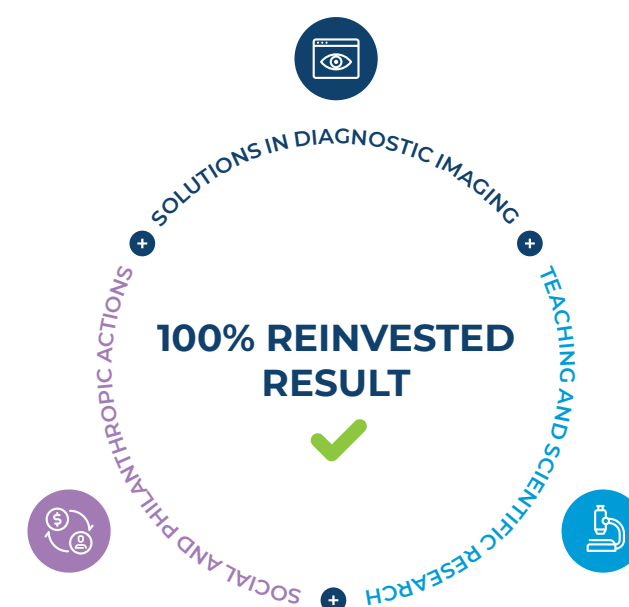 SOLUTIONS IN DIAGNOSTIC IMAGING
TEACHING AND SCIENTIFIC RESEARCH
SOCIAL AND PHILANTHROPIC ACTIONS
100% REINVESTED
RESULT